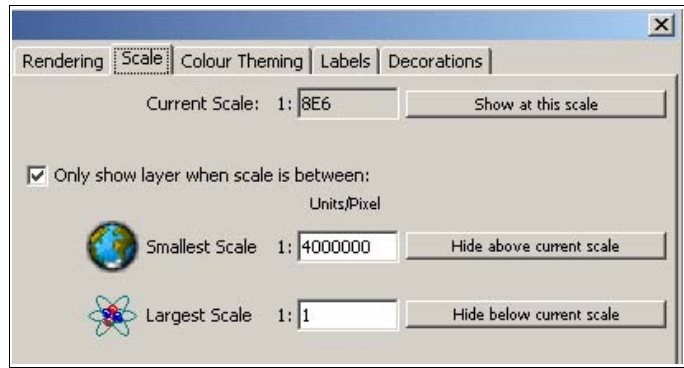 Rendering Scale Colour Theming Labels Decorations
Current Scale: 1: 8E6 Show at this scale
Only show layer when scale is between:
Units/Pixel
Smallest Scale 1: 4000000 Hide above current scale
Largest Scale 1: 1 Hide below current scale